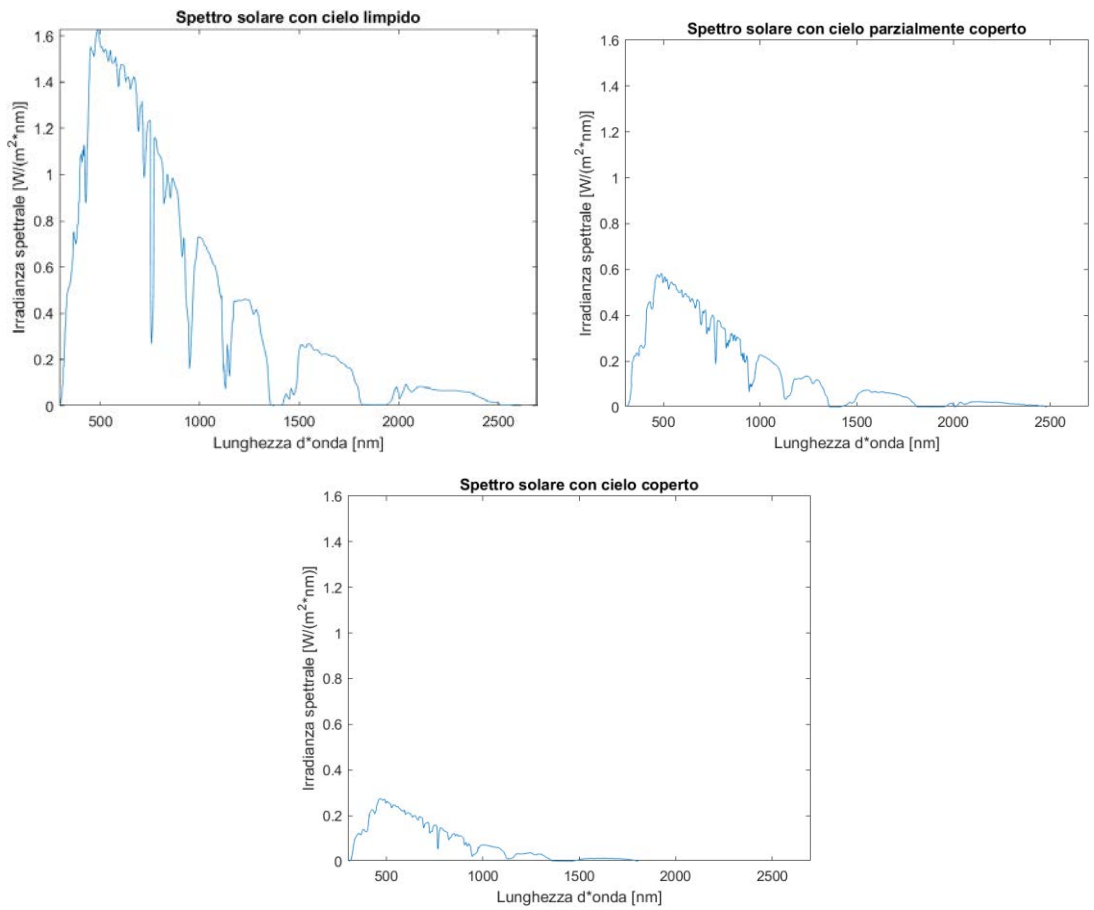 Spettro solare con cielo limpido
1.6
1.4
1.2
1
0.8
0.6
0.4
0.2
0
Irradianza spettrale [W/(m²*nm)]
500 1000 1500 2000 2500
Lunghezza d*onda [nm]
Spettro solare con cielo parzialmente coperto
1.6
1.4
1.2
1
0.8
0.6
0.4
0.2
0
Irradianza spettrale [W/(m²*nm)]
500 1000 1500 2000 2500
Lunghezza d*onda [nm]
Spettro solare con cielo coperto
1.6
1.4
1.2
1
0.8
0.6
0.4
0.2
0
Irradianza spettrale [W/(m²*nm)]
500 1000 1500 2000 2500
Lunghezza d*onda [nm]